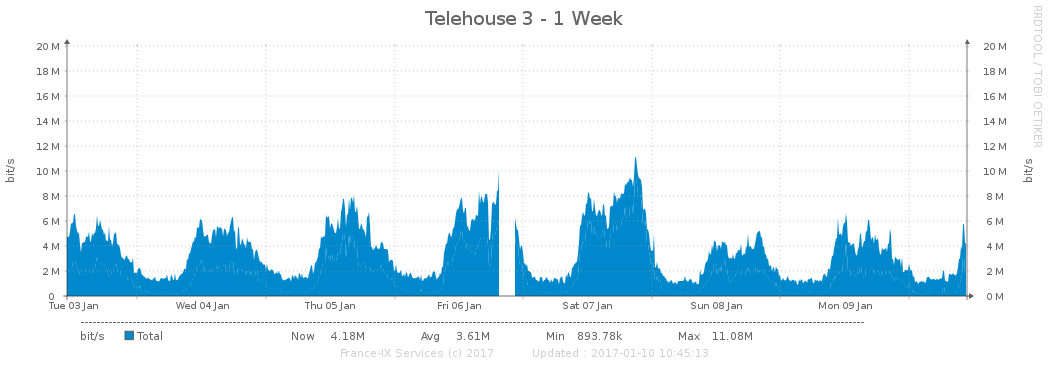 Telehouse 3 - 1 Week
RRDTOOL / TOBI OETIKER
bit/s
20 M 20 M
18 M 18 M
16 M 16 M
14 M 14 M
12 M 12 M
10 M 10 M
8 M 8 M
6 M 6 M
4 M 4 M
2 M 2 M
0 0 M
bit/s
Tue 03 Jan Wed 04 Jan Thu 05 Jan Fri 06 Jan Sat 07 Jan Sun 08 Jan Mon 09 Jan
bit/s Total Now 4.18M Avg 3.61M Min 893.78k Max 11.08M
France-IX Services (c) 2017 Updated : 2017-01-10 10:45:13